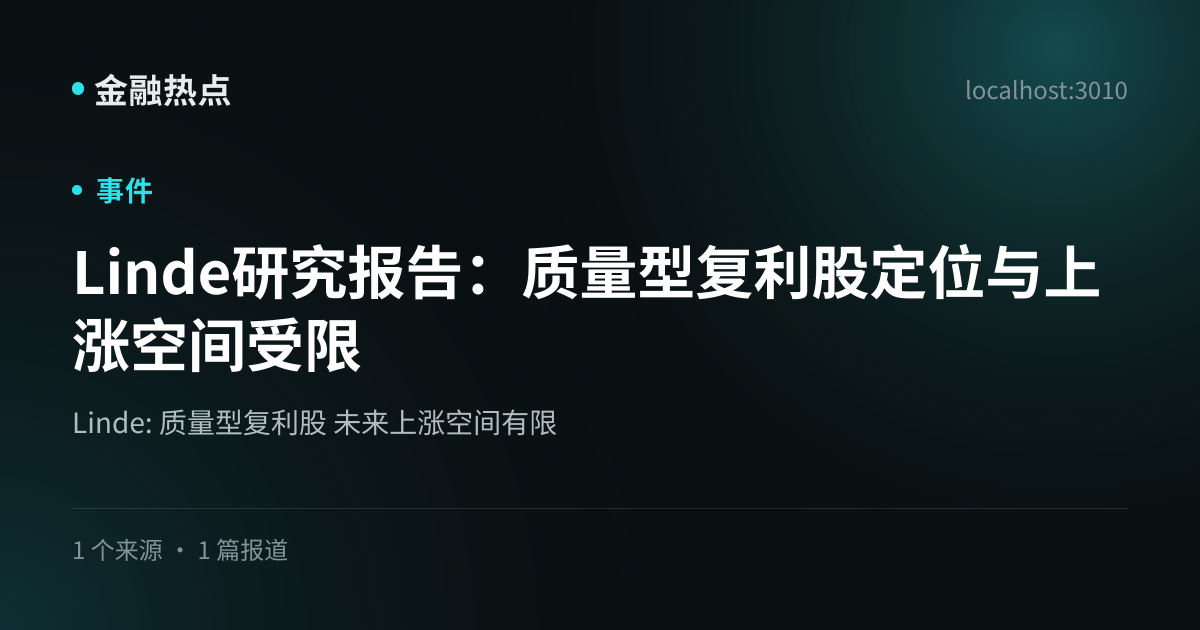 金融热点
localhost:3010
事件
Linde研究报告：质量型复利股定位与上
涨空间受限
Linde: 质量型复利股 未来上涨空间有限
1 个来源 · 1 篇报道